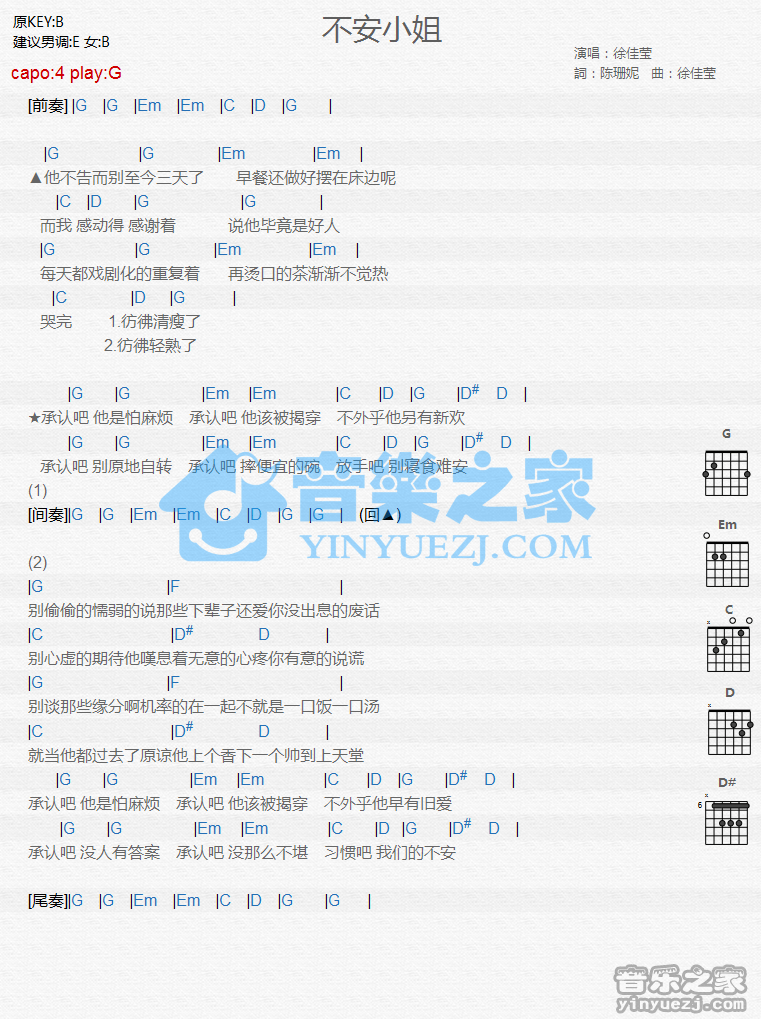 不安小姐
原KEY:B
建议男调:E 女:B
capo:4 play:G
演唱：徐佳莹
詞：陈珊妮 曲：徐佳莹
[前奏] |G |G |Em |Em |C |D |G |
|G |G |Em |Em |
▲他不告而别至今三天了 早餐还做好摆在床边呢
|C |D |G |G |
而我 感动得 感谢着 说他毕竟是好人
|G |G |Em |Em |
每天都戏剧化的重复着 再烫口的茶渐渐不觉热
|C |D |G |
哭完 1.彷彿清瘦了
2.彷彿轻熟了
|G |G |Em |Em |C |D |G |D# D |
★承认吧 他是怕麻烦 承认吧 他该被揭穿 不外乎他另有新欢
|G |G |Em |Em |C |D |G |D# D |
承认吧 别原地自转 承认吧 摔便宜的碗 放手吧 别寝食难安
(1)
[间奏]|G |G |Em |Em |C |D |G |G | (回▲)
(2)
|G |F |
别偷偷的懦弱的说那些下辈子还爱你没出息的废话
|C |D# D |
别心虚的期待他嘆息着无意的心疼你有意的说谎
|G |F |
别谈那些缘分啊机率的在一起不就是一口饭一口汤
|C |D# D |
就当他都过去了原谅他上个香下一个帅到上天堂
|G |G |Em |Em |C |D |G |D# D |
承认吧 他是怕麻烦 承认吧 他该被揭穿 不外乎他早有旧爱
|G |G |Em |Em |C |D |G |D# D |
承认吧 没人有答案 承认吧 没那么不堪 习惯吧 我们的不安
[尾奏]|G |G |Em |Em |C |D |G |G |
G
Em
C
x
D
x
D#
x
6
音樂之家
YINYUEZJ.COM
音乐之家
yinyuezj.com